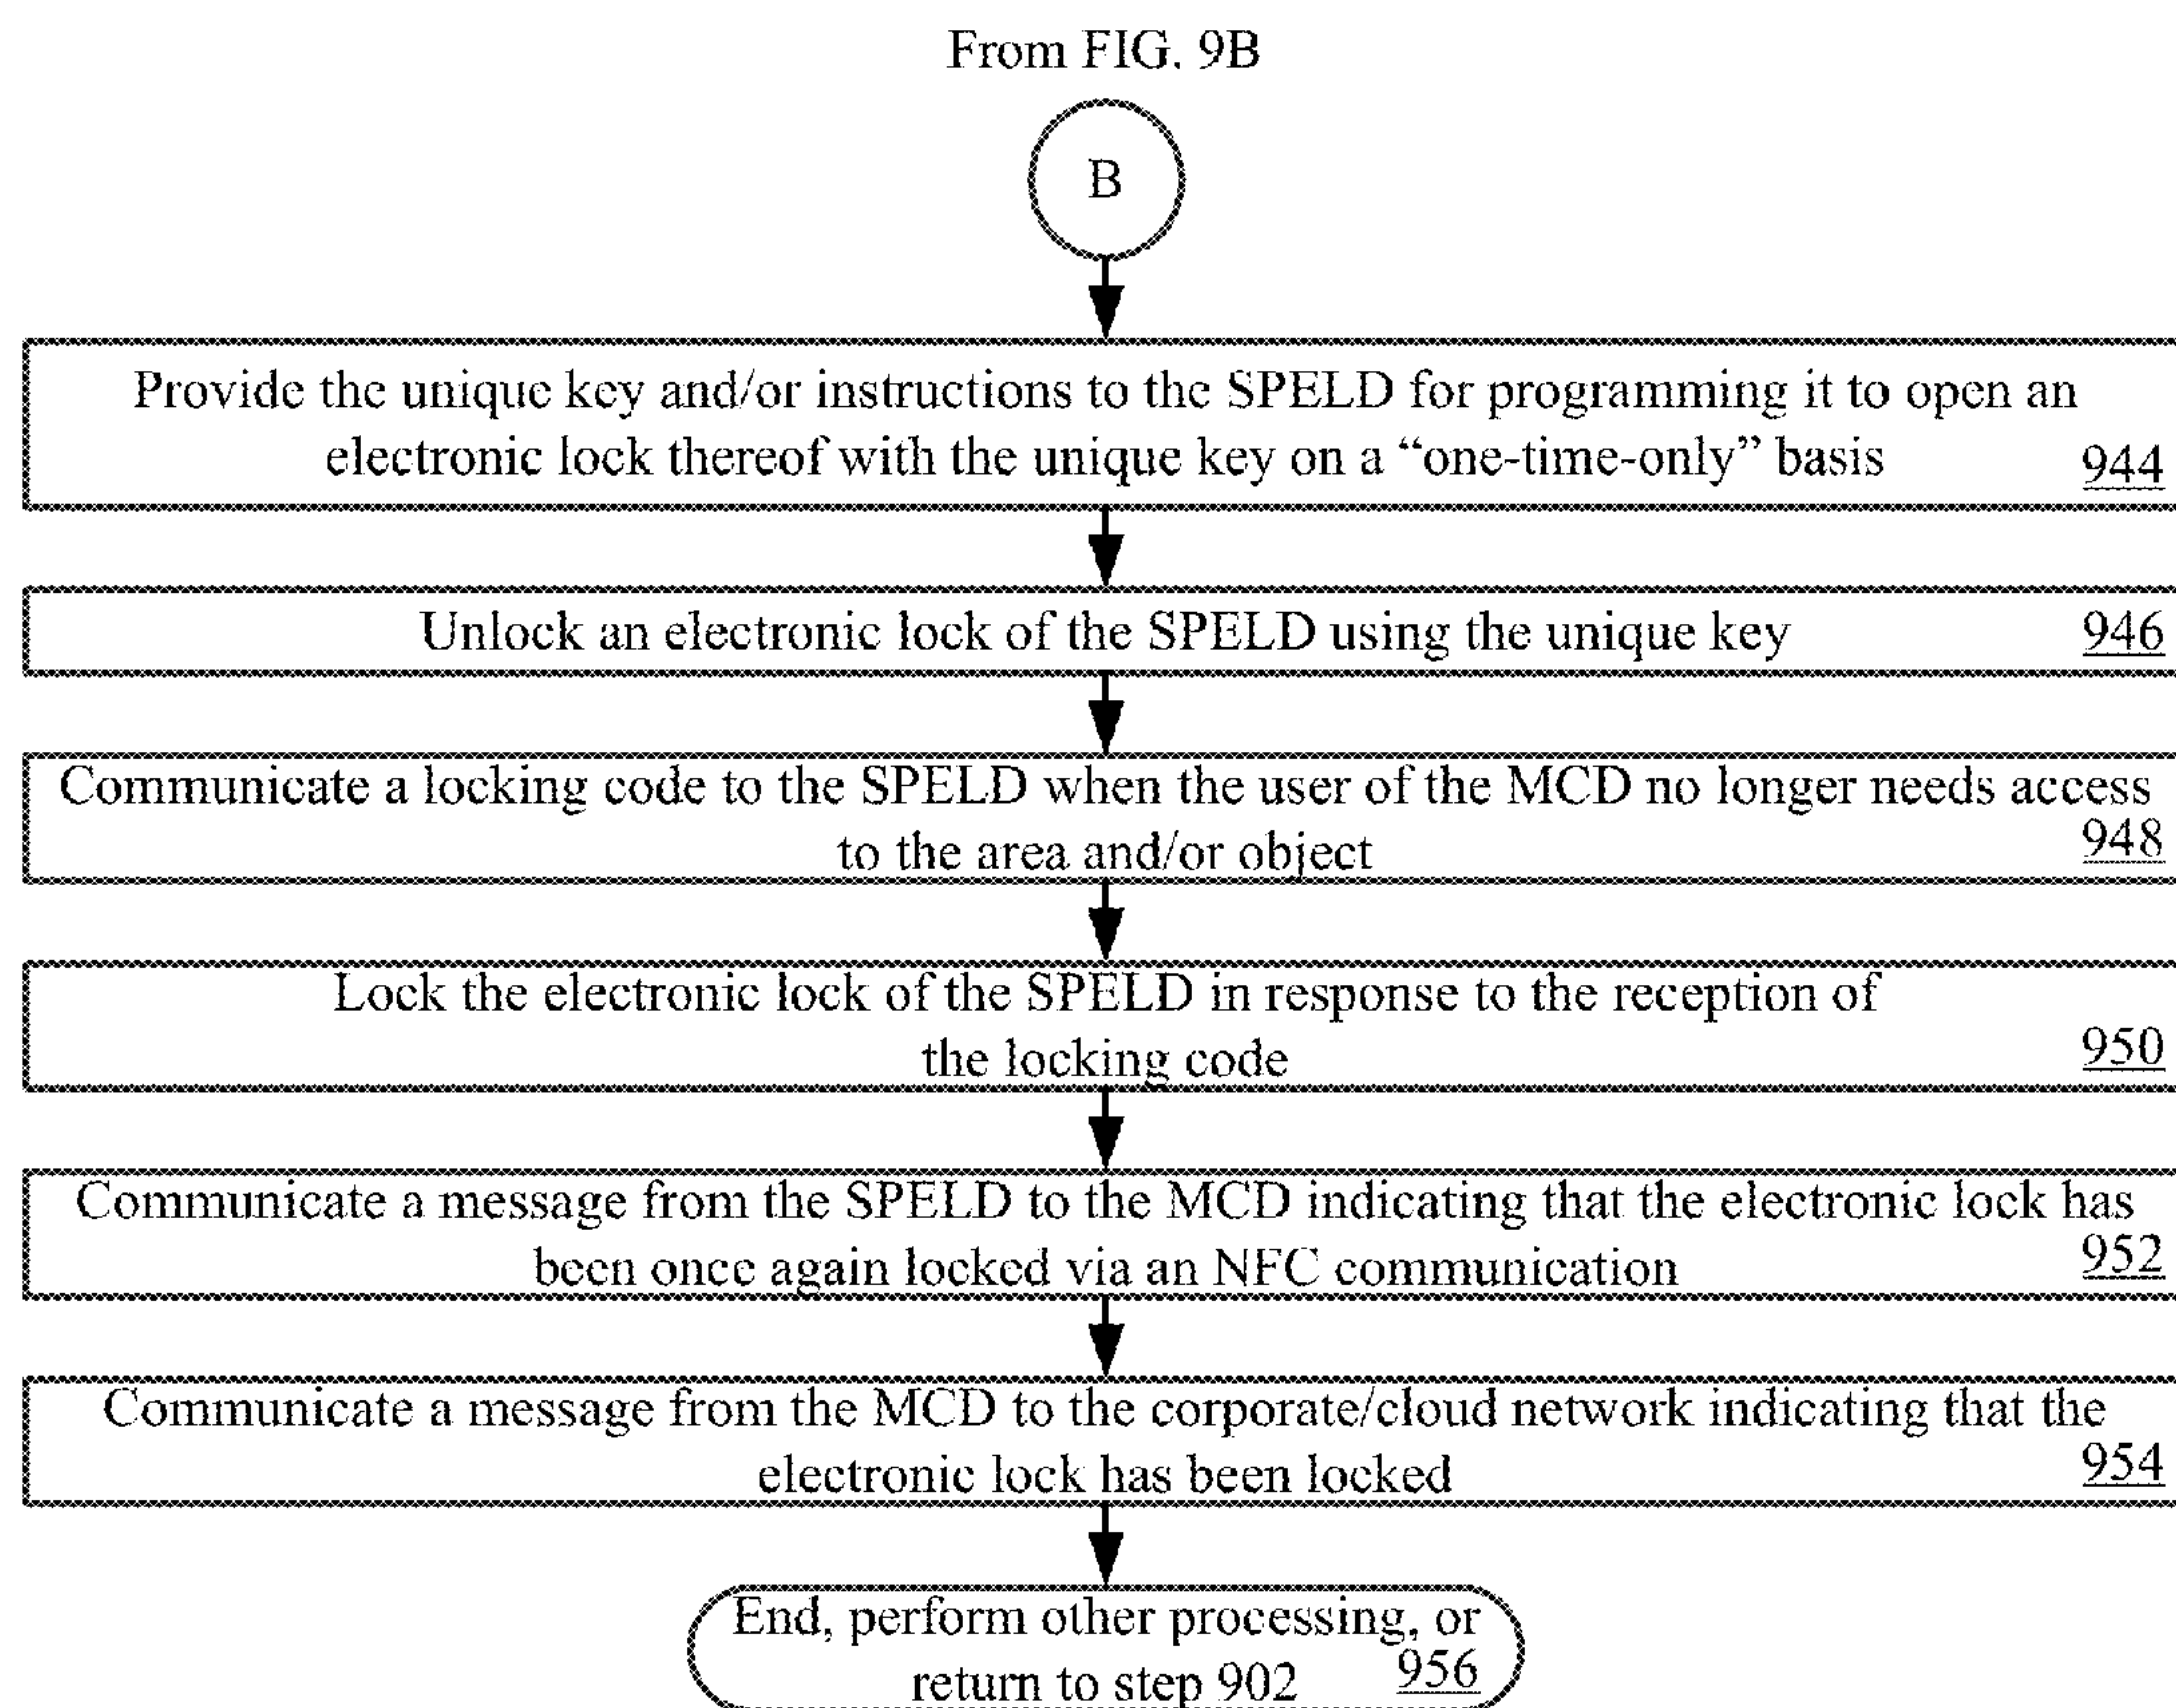 From FIG. 9B
B
Provide the unique key and/or instructions to the SPELD for programming it to open an
electronic lock thereof with the unique key on a “one-time-only” basis
944
Unlock an electronic lock of the SPELD using the unique key
946
Communicate a locking code to the SPELD when the user of the MCD no longer needs access
to the area and/or object
948
Lock the electronic lock of the SPELD in response to the reception of
the locking code
950
Communicate a message from the SPELD to the MCD indicating that the electronic lock has
been once again locked via an NFC communication
952
Communicate a message from the MCD to the corporate/cloud network indicating that the
electronic lock has been locked
954
End, perform other processing, or
return to step 902
956